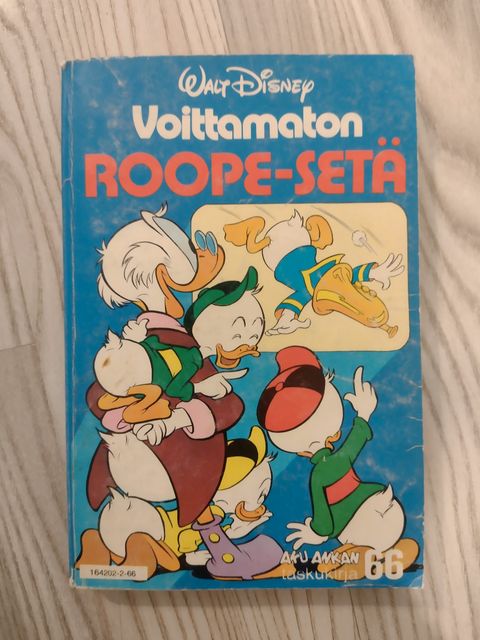 WALT DISNEY
Voittamaton
ROOPE-SETÄ
AKU ANKAN
taskukirja 66
164202-2-66